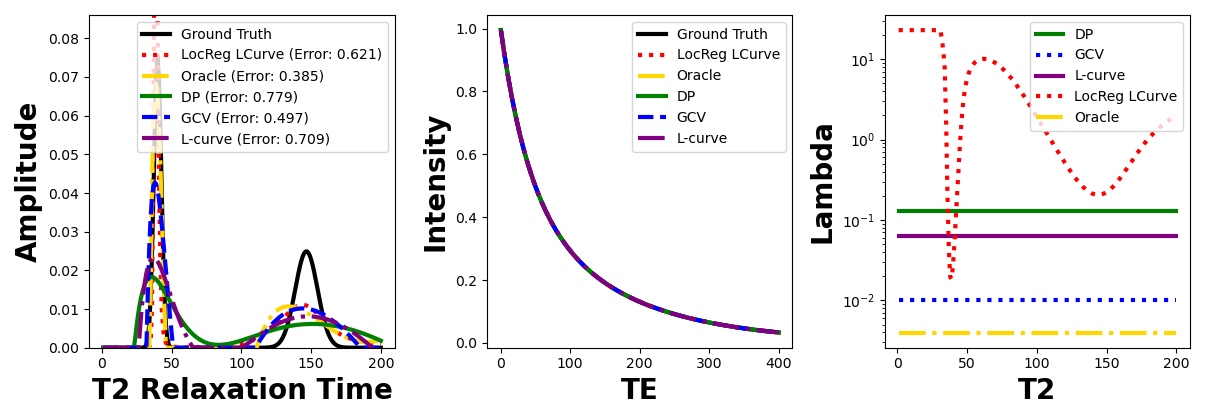 Amplitude
0.08
0.07
0.06
0.05
0.04
0.03
0.02
0.01
0.00
0
50
100
150
200
T2 Relaxation Time
Ground Truth
LocReg LCurve (Error: 0.621)
Oracle (Error: 0.385)
DP (Error: 0.779)
GCV (Error: 0.497)
L-curve (Error: 0.709)
Intensity
1.0
0.8
0.6
0.4
0.2
0.0
0
100
200
300
400
TE
Ground Truth
LocReg LCurve
Oracle
DP
GCV
L-curve
Lambda
10¹
10⁰
10⁻¹
10⁻²
0
50
100
150
200
T2
DP
GCV
L-curve
LocReg LCurve
Oracle